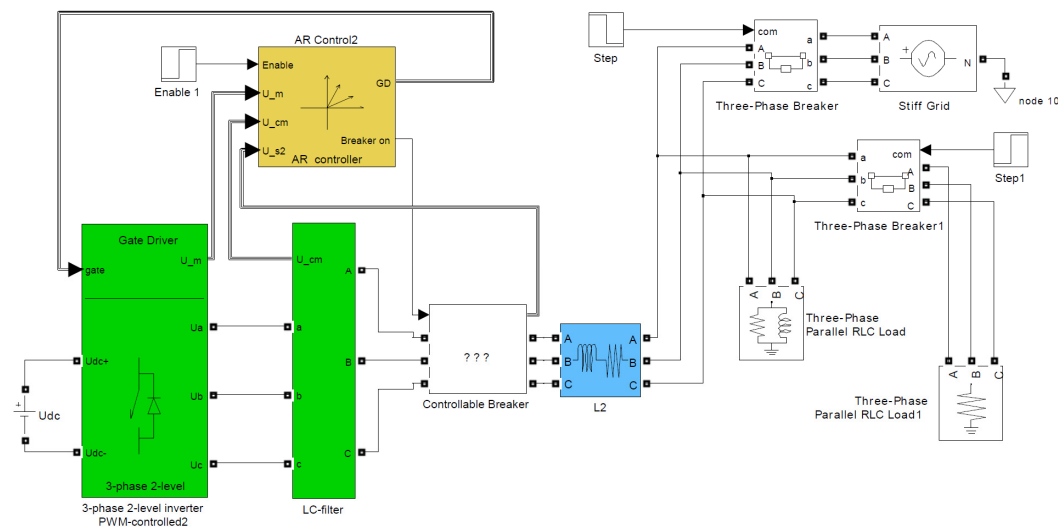 AR Control2
Enable 1
Enable
U_m
U_cm
U_s2
GD
Breaker on
AR controller
Step
com
A
B
C
a
b
c
Three-Phase Breaker
A
B
C
+
N
Stiff Grid
node 10
a
b
c
com
A
B
C
Step1
Three-Phase Breaker1
Gate Driver
gate
U_m
Ua
Udc+
Ub
Udc-
Uc
3-phase 2-level
3-phase 2-level inverter
PWM-controlled2
+
Udc
U_cm
A
a
B
b
C
c
LC-filter
? ? ?
Controllable Breaker
A
B
C
A
B
C
L2
A
B
C
Three-Phase
Parallel RLC Load
A
B
C
Three-Phase
Parallel RLC Load1